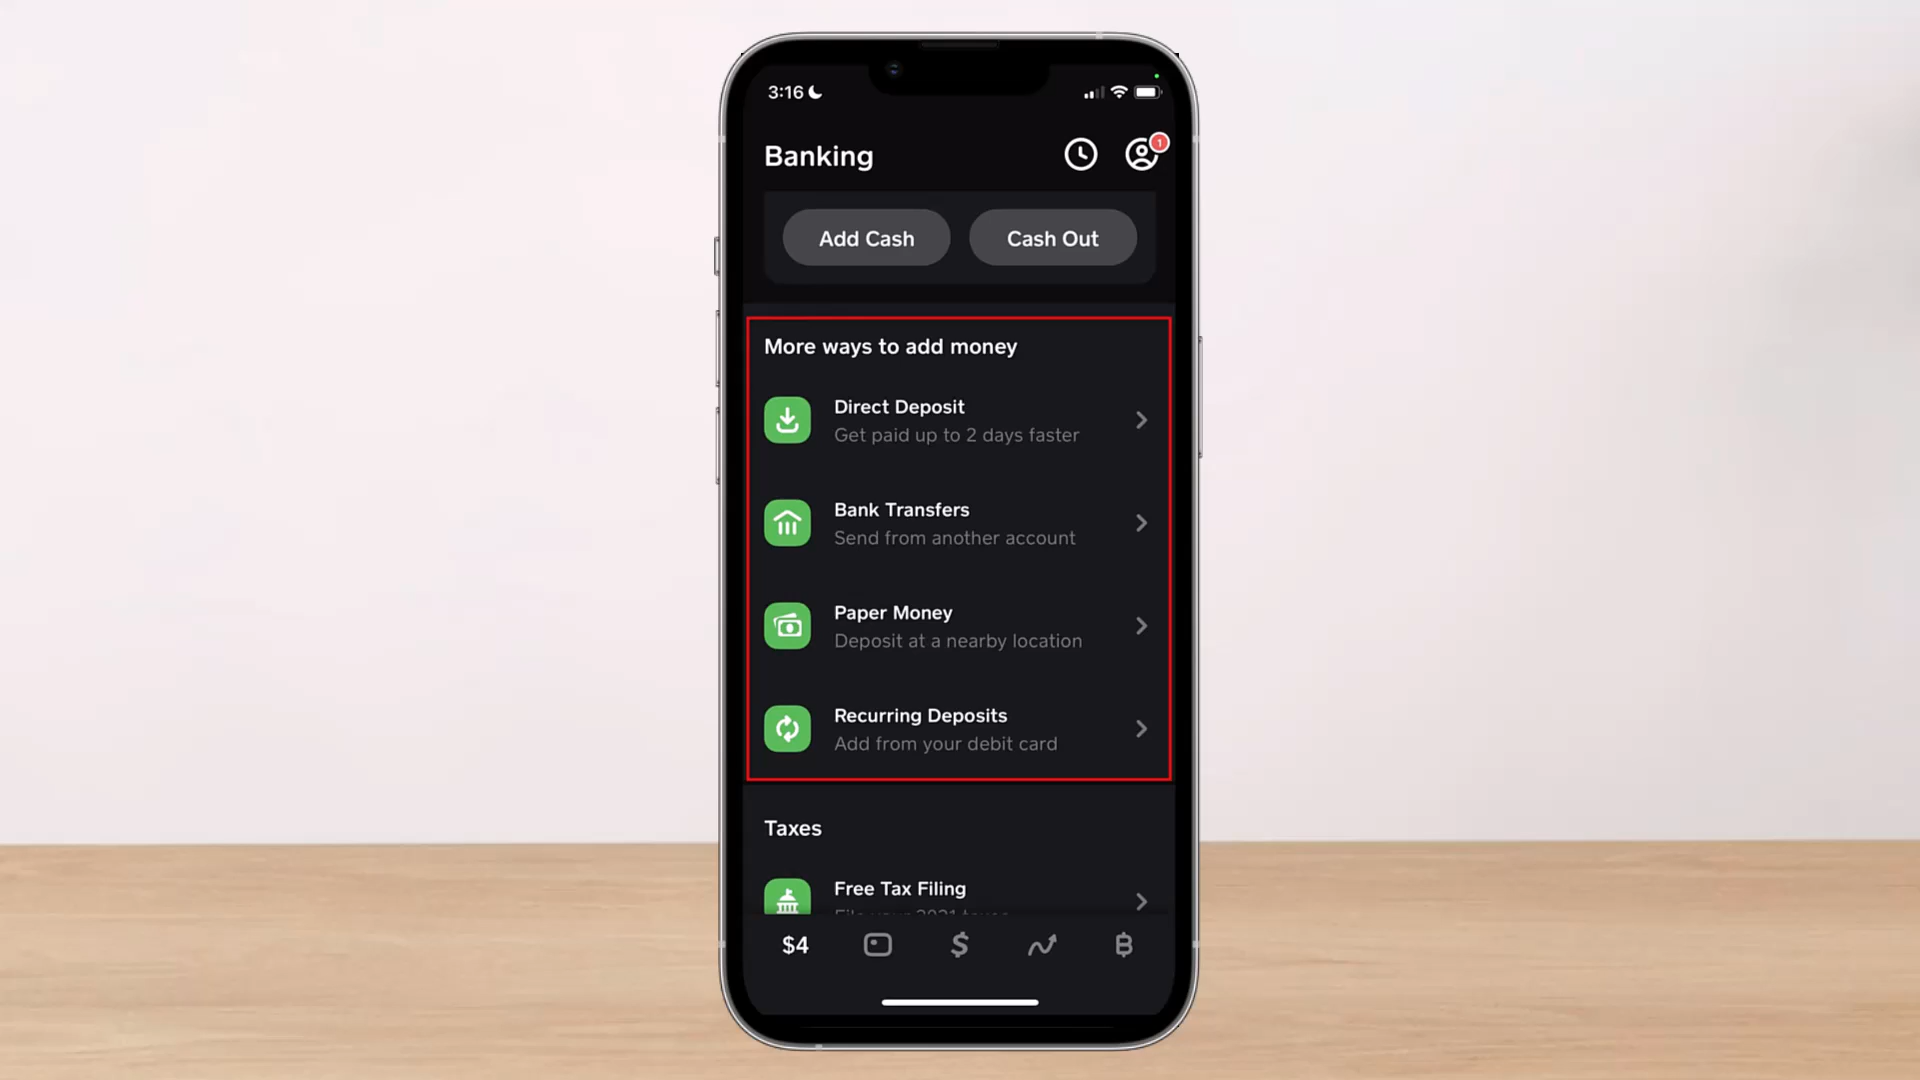 3:16
Banking
1
Add Cash
Cash Out
More ways to add money
Direct Deposit
Get paid up to 2 days faster
Bank Transfers
Send from another account
Paper Money
Deposit at a nearby location
Recurring Deposits
Add from your debit card
Taxes
Free Tax Filing
$4